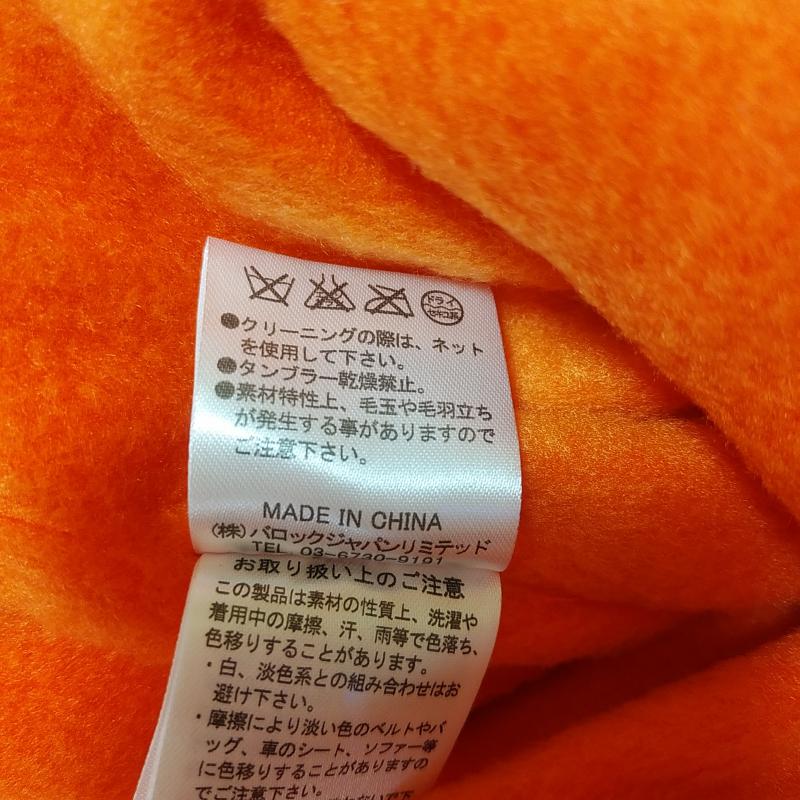 ドライ
セキユ系
●クリーニングの際は、ネット
を使用して下さい。
●タンブラー乾燥禁止。
●素材特性上、毛玉や毛羽立ち
が発生する事がありますので
ご注意下さい。
MADE IN CHINA
(株)バロックジャパンリミテッド
TEL 03-6730-9191
お取り扱い上のご注意
この製品は素材の性質上、洗濯や
着用中の摩擦、汗、雨等で色落ち、
色移りすることがあります。
・白、淡色系との組み合わせはお
避け下さい。
・摩擦により淡い色のベルトやバ
ッグ、車のシート、ソファー等
に色移りすることがありますの
でご注意下さい。